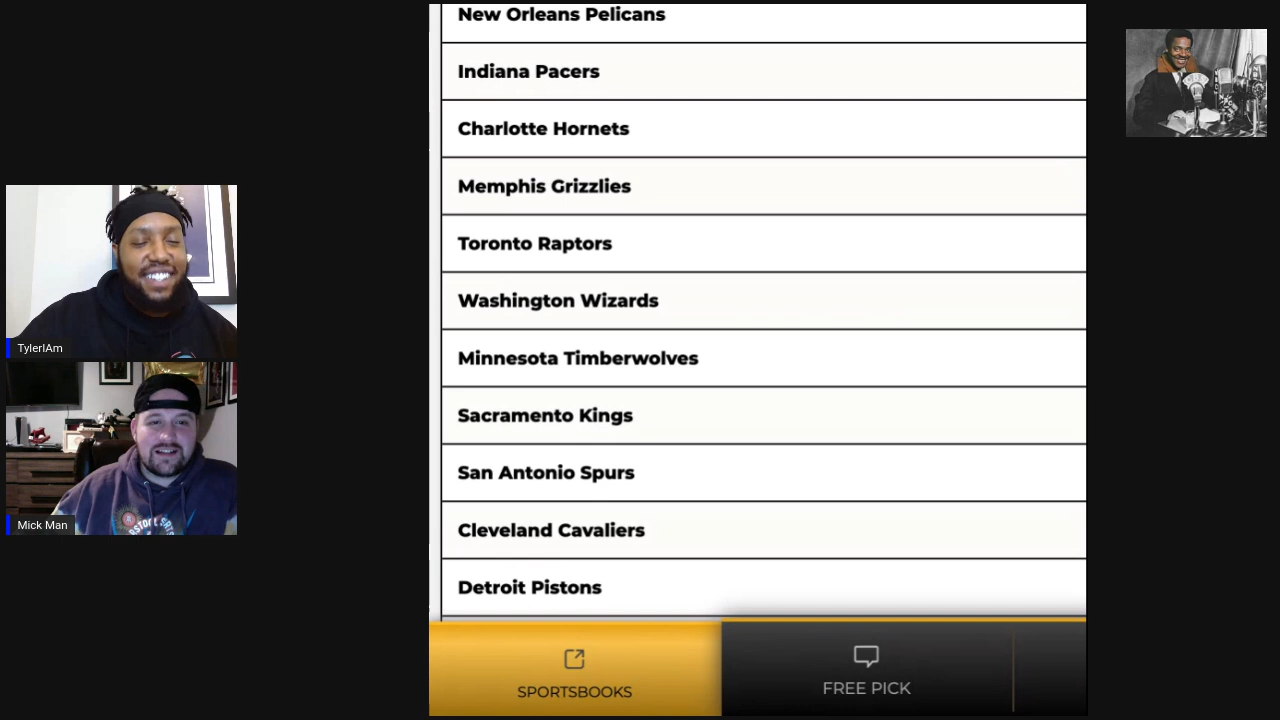 New Orleans Pelicans
Indiana Pacers
Charlotte Hornets
Memphis Grizzlies
Toronto Raptors
Washington Wizards
Minnesota Timberwolves
Sacramento Kings
San Antonio Spurs
Cleveland Cavaliers
Detroit Pistons
SPORTSBOOKS
FREE PICK
TylerIAm
Mick Man